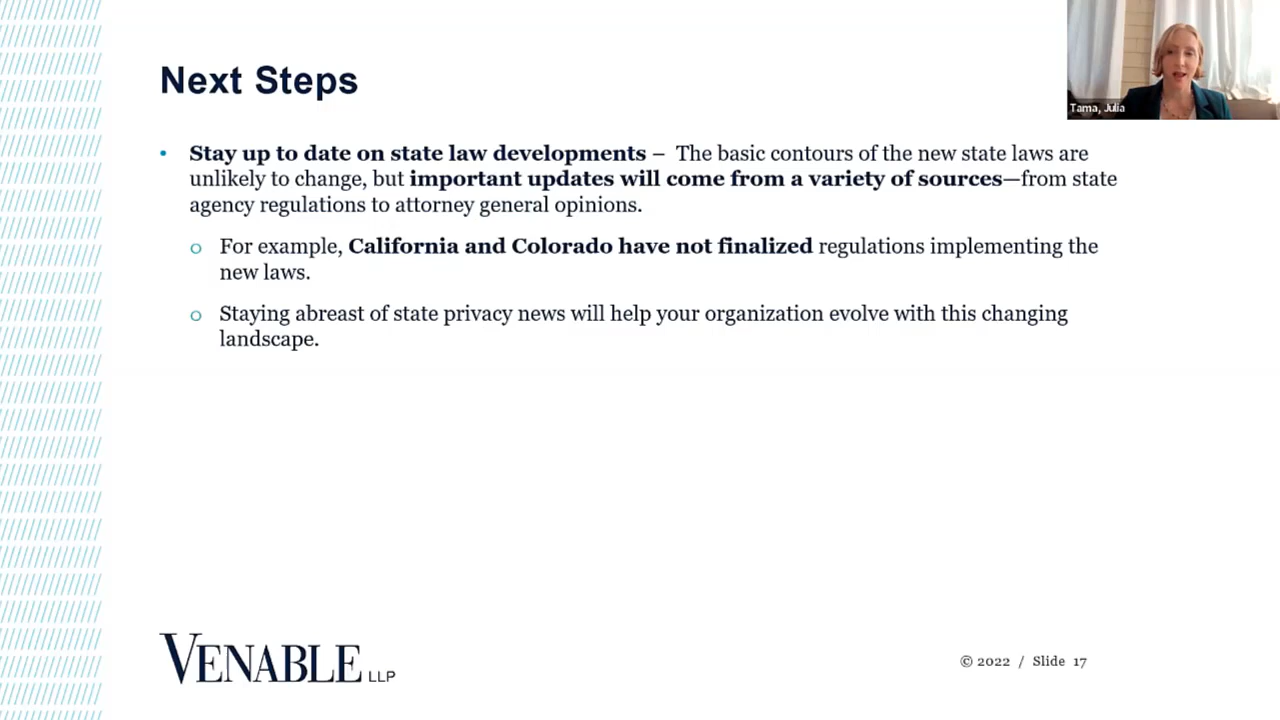 Next Steps
Tama, Julia
• Stay up to date on state law developments – The basic contours of the new state laws are
unlikely to change, but important updates will come from a variety of sources—from state
agency regulations to attorney general opinions.
o For example, California and Colorado have not finalized regulations implementing the
new laws.
o Staying abreast of state privacy news will help your organization evolve with this changing
landscape.
VENABLE LLP
© 2022 / Slide 17